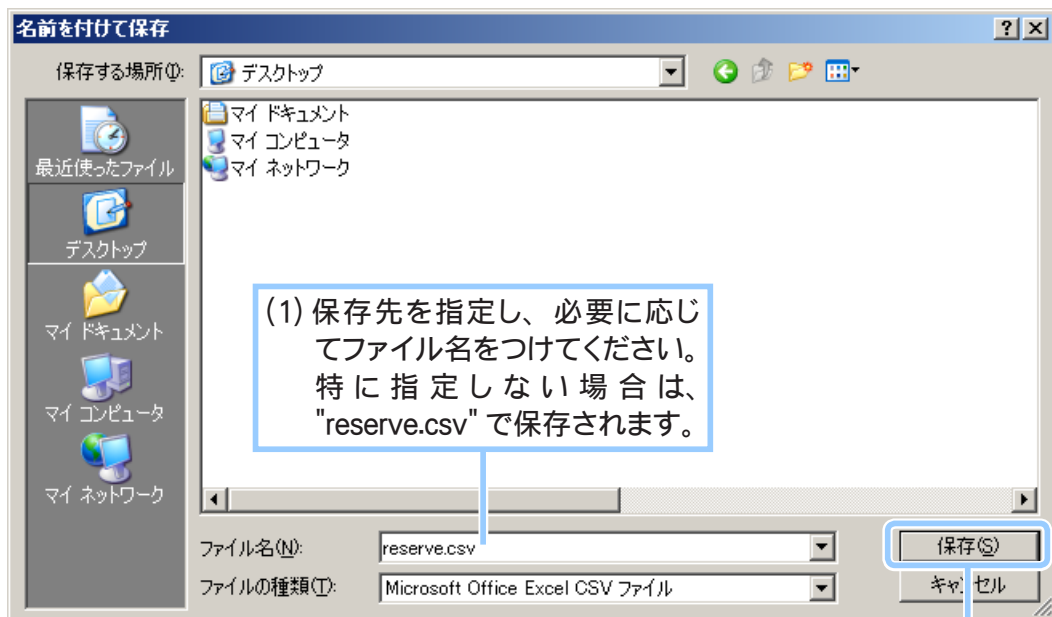 名前を付けて保存
保存する場所(I):
デスクトップ
最近使ったファイル
デスクトップ
マイ ドキュメント
マイ コンピュータ
マイ ネットワーク
マイ ドキュメント
マイ コンピュータ
マイ ネットワーク
(1) 保存先を指定し、必要に応じ
てファイル名をつけてください。
特に指定しない場合は、
"reserve.csv" で保存されます。
ファイル名(N):
reserve.csv
保存(S)
ファイルの種類(T):
Microsoft Office Excel CSV ファイル
キャンセル